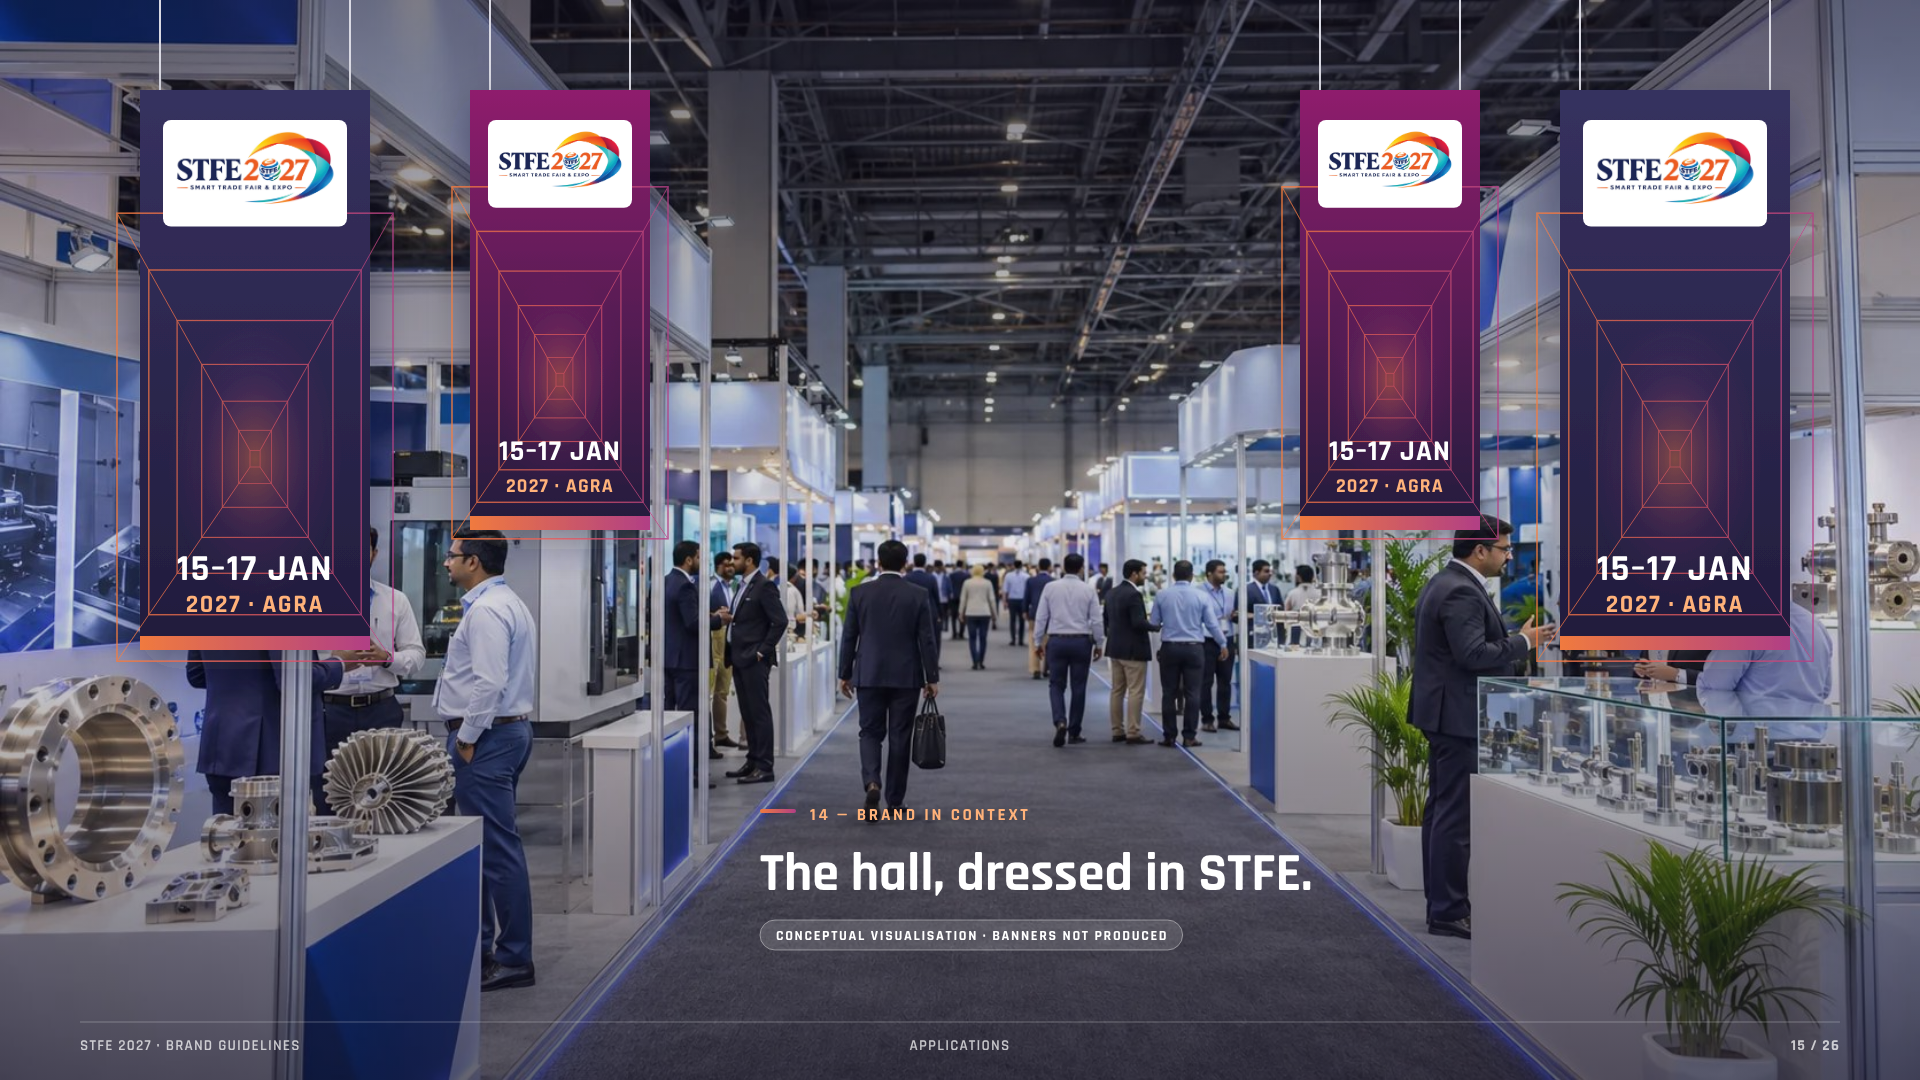 STFE 2027
SMART TRADE FAIR & EXPO
15–17 JAN
2027 · AGRA
STFE 2027
SMART TRADE FAIR & EXPO
15–17 JAN
2027 · AGRA
STFE 2027
SMART TRADE FAIR & EXPO
15–17 JAN
2027 · AGRA
STFE 2027
SMART TRADE FAIR & EXPO
15–17 JAN
2027 · AGRA
14 — BRAND IN CONTEXT
The hall, dressed in STFE.
CONCEPTUAL VISUALISATION · BANNERS NOT PRODUCED
STFE 2027 · BRAND GUIDELINES
APPLICATIONS
15 / 26